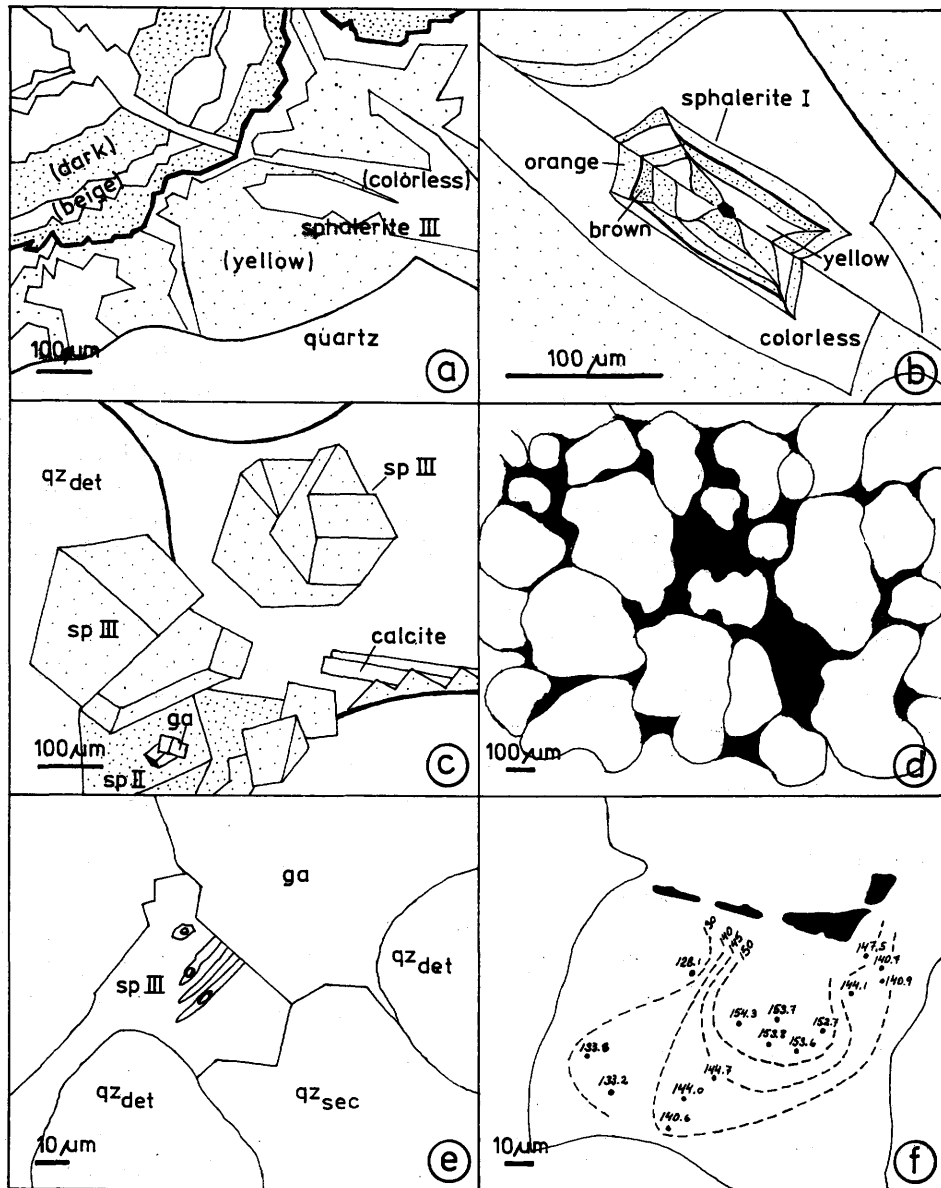 (dark)
(beige)
(colorless)
sphalerite III
(yellow)
quartz
100 µm
a
sphalerite I
orange
brown
yellow
colorless
100 µm
b
qz det
sp III
sp III
calcite
ga
sp II
100 µm
c
100 µm
d
ga
qz det
sp III
qz det
qz sec
10 µm
e
130
140
145
150
128.1
147.5
140.9
140.9
144.1
154.3
153.7
153.8
153.6
152.7
133.8
133.2
144.7
144.0
140.6
10 µm
f